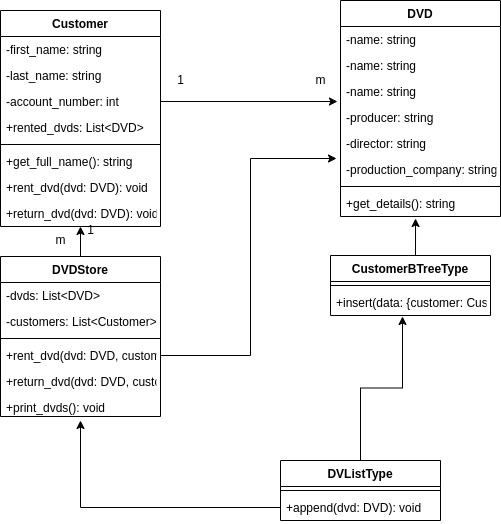 Customer
-first_name: string
-last_name: string
-account_number: int
+rented_dvds: List<DVD>
+get_full_name(): string
+rent_dvd(dvd: DVD): void
+return_dvd(dvd: DVD): void
1
m
DVD
-name: string
-name: string
-name: string
-producer: string
-director: string
-production_company: string
+get_details(): string
m
1
DVDStore
-dvds: List<DVD>
-customers: List<Customer>
+rent_dvd(dvd: DVD, custom
+return_dvd(dvd: DVD, custo
+print_dvds(): void
CustomerBTreeType
+insert(data: {customer: Cus
DVListType
+append(dvd: DVD): void